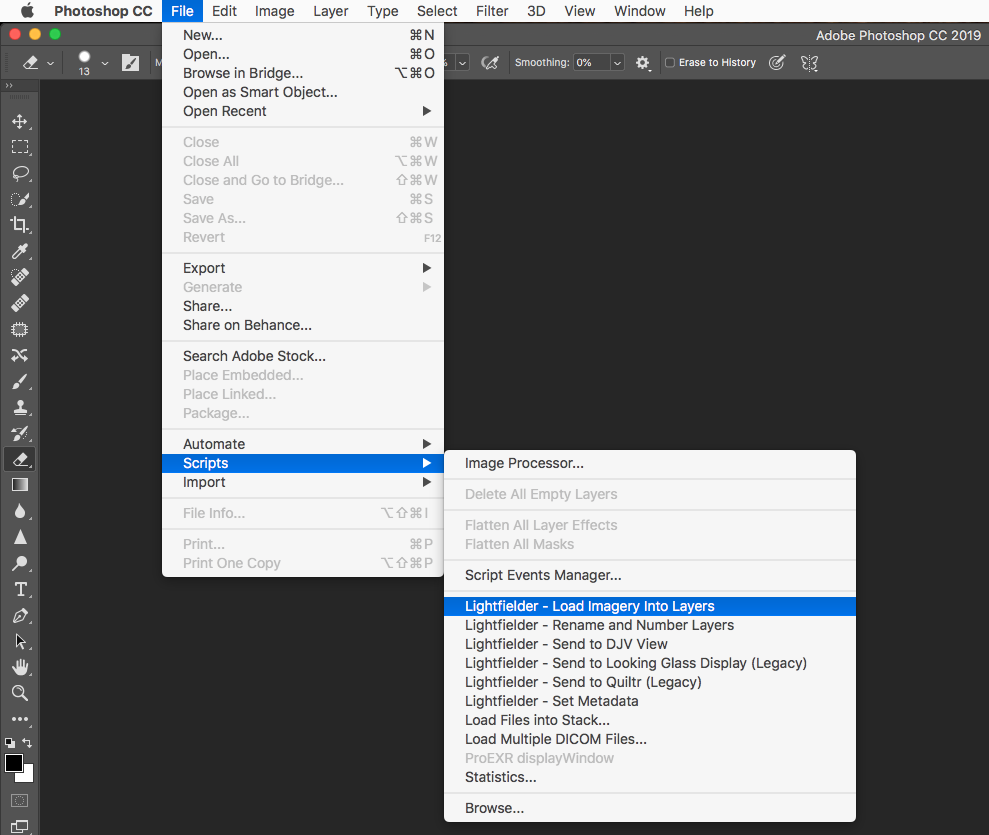 Photoshop CC File Edit Image Layer Type Select Filter 3D View Window Help
Adobe Photoshop CC 2019
13 M % Smoothing: 0% Erase to History
New... ⌘N
Open... ⌘O
Browse in Bridge... ⌥⌘O
Open as Smart Object...
Open Recent
Close ⌘W
Close All ⌥⌘W
Close and Go to Bridge... ⇧⌘W
Save ⌘S
Save As... ⇧⌘S
Revert F12
Export
Generate
Share...
Share on Behance...
Search Adobe Stock...
Place Embedded...
Place Linked...
Package...
Automate
Scripts
Import
File Info... ⌥⇧⌘I
Print... ⌘P
Print One Copy ⌥⇧⌘P
Image Processor...
Delete All Empty Layers
Flatten All Layer Effects
Flatten All Masks
Script Events Manager...
Lightfielder - Load Imagery Into Layers
Lightfielder - Rename and Number Layers
Lightfielder - Send to DJV View
Lightfielder - Send to Looking Glass Display (Legacy)
Lightfielder - Send to Quiltr (Legacy)
Lightfielder - Set Metadata
Load Files into Stack...
Load Multiple DICOM Files...
ProEXR displayWindow
Statistics...
Browse...